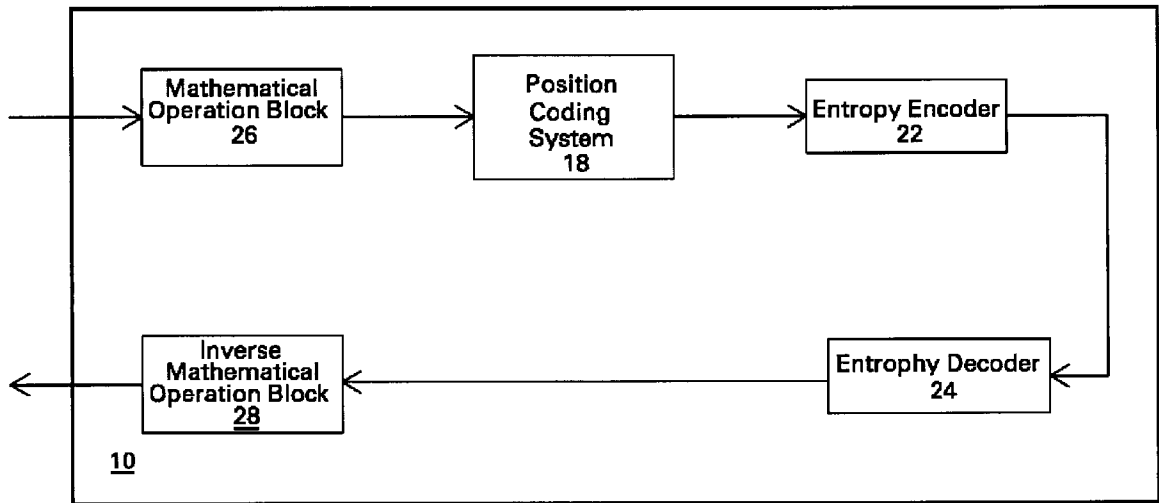 Mathematical
Operation Block
26
Position
Coding
System
18
Entropy Encoder
22
Inverse
Mathematical
Operation Block
28
Entrophy Decoder
24
10